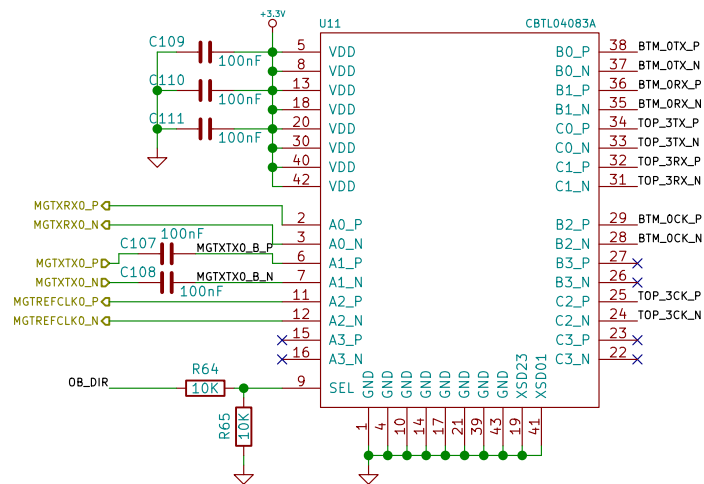 +3.3V
U11
CBTL04083A
C109
100nF
C110
100nF
C111
100nF
5 VDD
8 VDD
13 VDD
18 VDD
20 VDD
30 VDD
40 VDD
42 VDD
MGTXRX0_P
MGTXRX0_N
MGTXTX0_P
MGTXTX0_N
MGTREFCLK0_P
MGTREFCLK0_N
C107
100nF
MGTXTX0_B_P
C108
100nF
MGTXTX0_B_N
2 A0_P
3 A0_N
6 A1_P
7 A1_N
11 A2_P
12 A2_N
15 A3_P
16 A3_N
OB_DIR
R64
10K
R65
10K
9 SEL
B0_P 38 BTM_0TX_P
B0_N 37 BTM_0TX_N
B1_P 36 BTM_0RX_P
B1_N 35 BTM_0RX_N
C0_P 34 TOP_3TX_P
C0_N 33 TOP_3TX_N
C1_P 32 TOP_3RX_P
C1_N 31 TOP_3RX_N
B2_P 29 BTM_0CK_P
B2_N 28 BTM_0CK_N
B3_P 27
B3_N 26
C2_P 25 TOP_3CK_P
C2_N 24 TOP_3CK_N
C3_P 23
C3_N 22
GND 1
GND 4
GND 10
GND 14
GND 17
GND 21
GND 39
GND 43
XSD23 19
XSD01 41